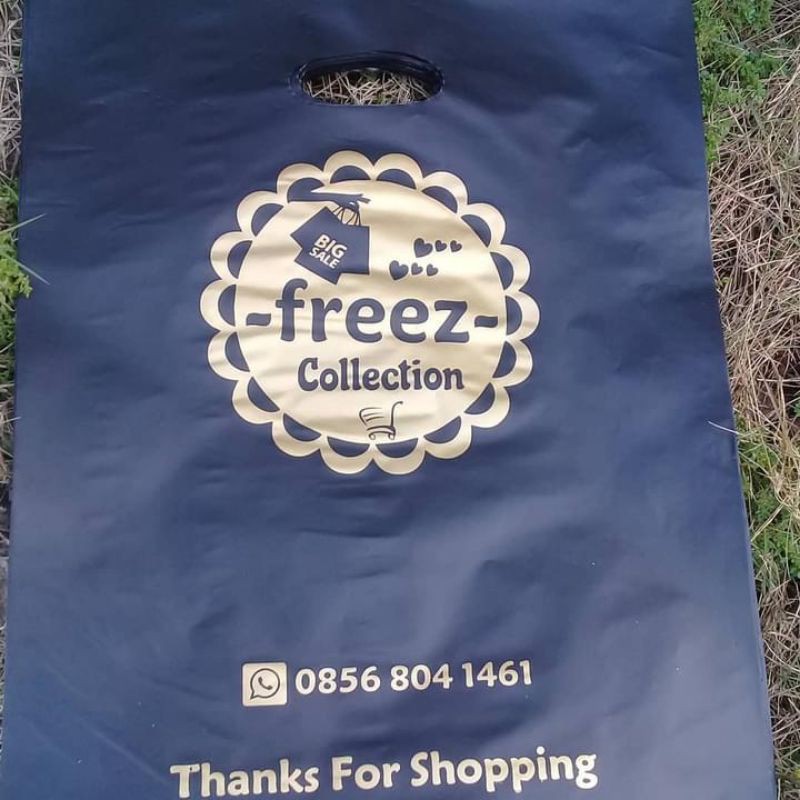 BIG
SALE
-freez-
Collection
0856 804 1461
Thanks For Shopping